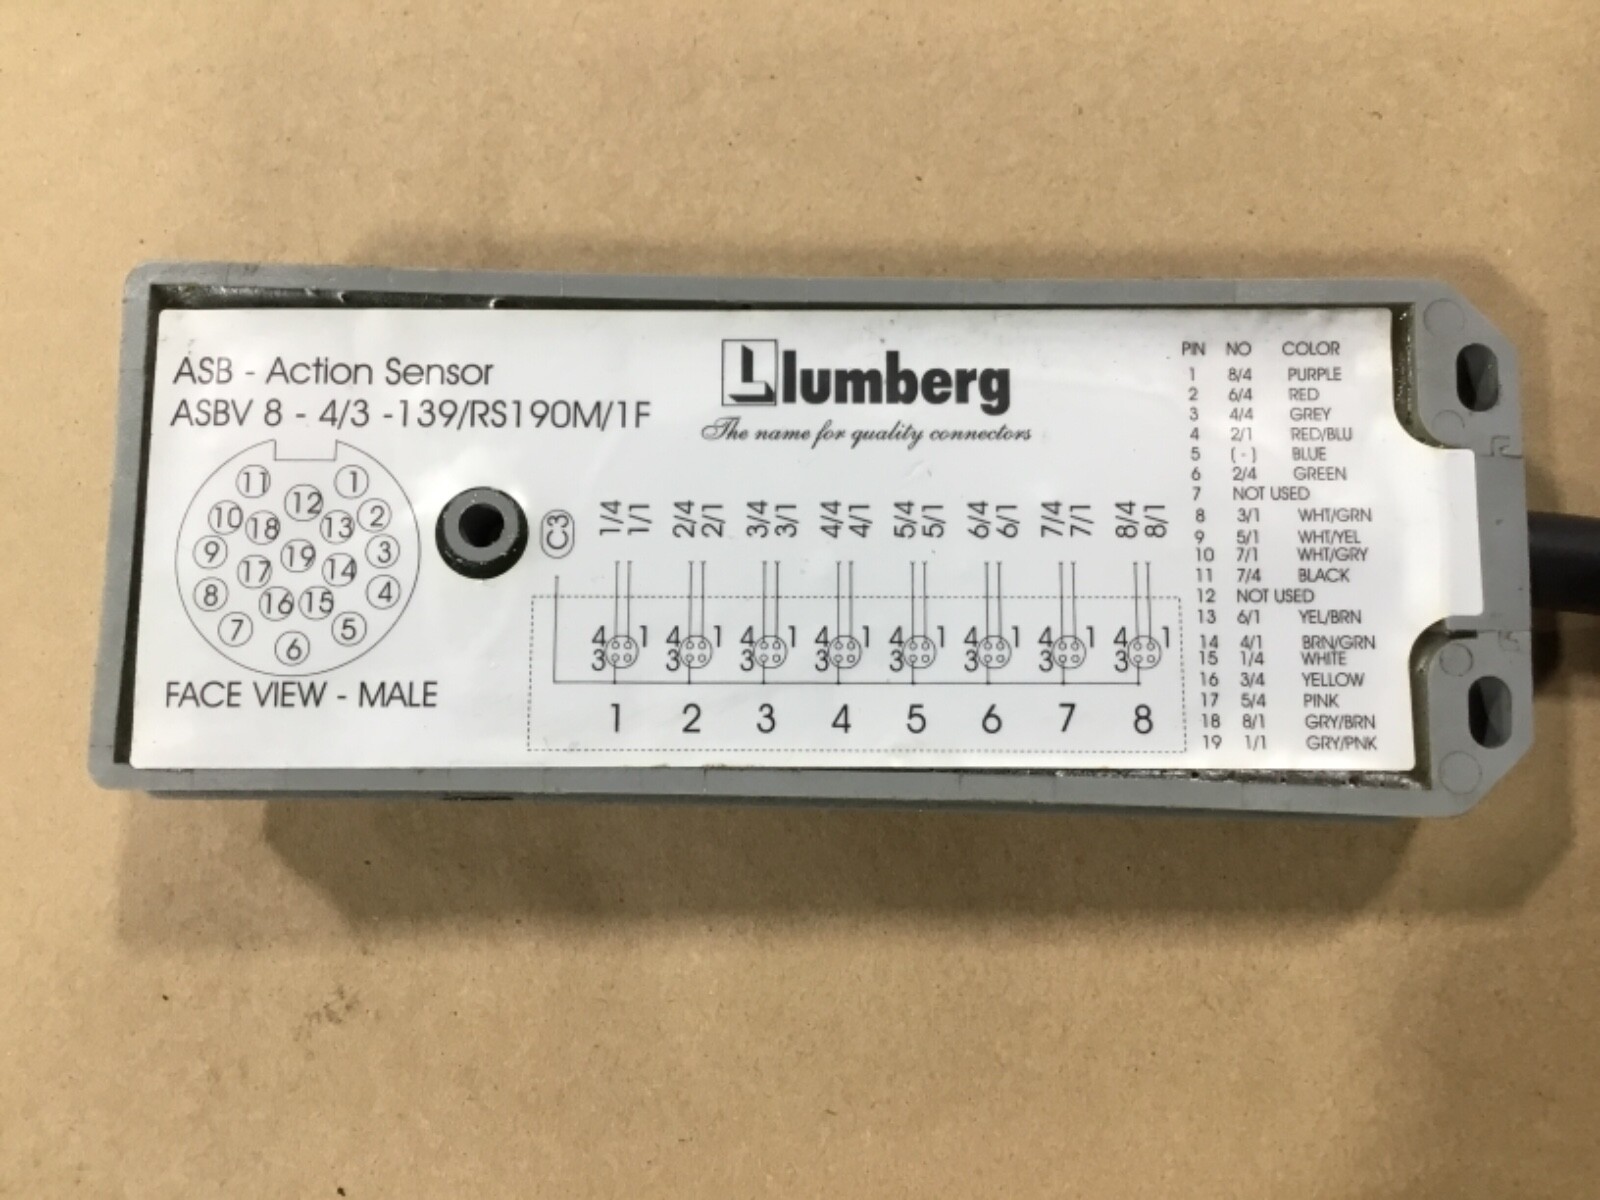 ASB - Action Sensor
ASBV 8 - 4/3 -139/RS190M/1F
11 1
12
10 18 13 2
9 19 3
17 14
8 4
16 15
7 5
6
FACE VIEW - MALE
lumberg
The name for quality connectors
C3 1/4 1/1 2/4 2/1 3/4 3/1 4/4 4/1 5/4 5/1 6/4 6/1 7/4 7/1 8/4 8/1
4 1 4 1 4 1 4 1 4 1 4 1 4 1 4 1
3 3 3 3 3 3 3 3
1 2 3 4 5 6 7 8
PIN NO COLOR
1 8/4 PURPLE
2 6/4 RED
3 4/4 GREY
4 2/1 RED/BLU
5 ( - ) BLUE
6 2/4 GREEN
7 NOT USED
8 3/1 WHT/GRN
9 5/1 WHT/YEL
10 7/1 WHT/GRY
11 7/4 BLACK
12 NOT USED
13 6/1 YEL/BRN
14 4/1 BRN/GRN
15 1/4 WHITE
16 3/4 YELLOW
17 5/4 PINK
18 8/1 GRY/BRN
19 1/1 GRY/PNK